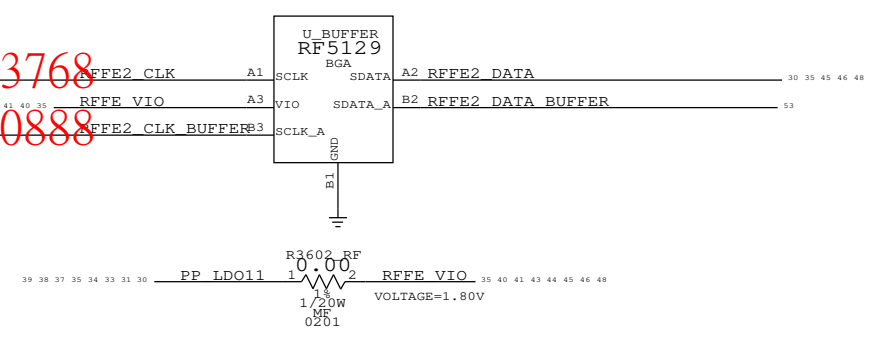 U_BUFFER
RF5129
BGA
3768
RFFE2_CLK A1 SCLK SDATA A2 RFFE2_DATA 30 35 45 46 48
41 40 35 RFFE_VIO A3 VIO SDATA_A B2 RFFE2_DATA_BUFFER 53
0888
RFFE2_CLK_BUFFER B3 SCLK_A
GND
B1
R3602_RF
0.00
39 38 37 35 34 33 31 30 PP_LDO11 1 2 RFFE_VIO 35 40 41 43 44 45 46 48
1%
VOLTAGE=1.80V
1/20W
MF
0201